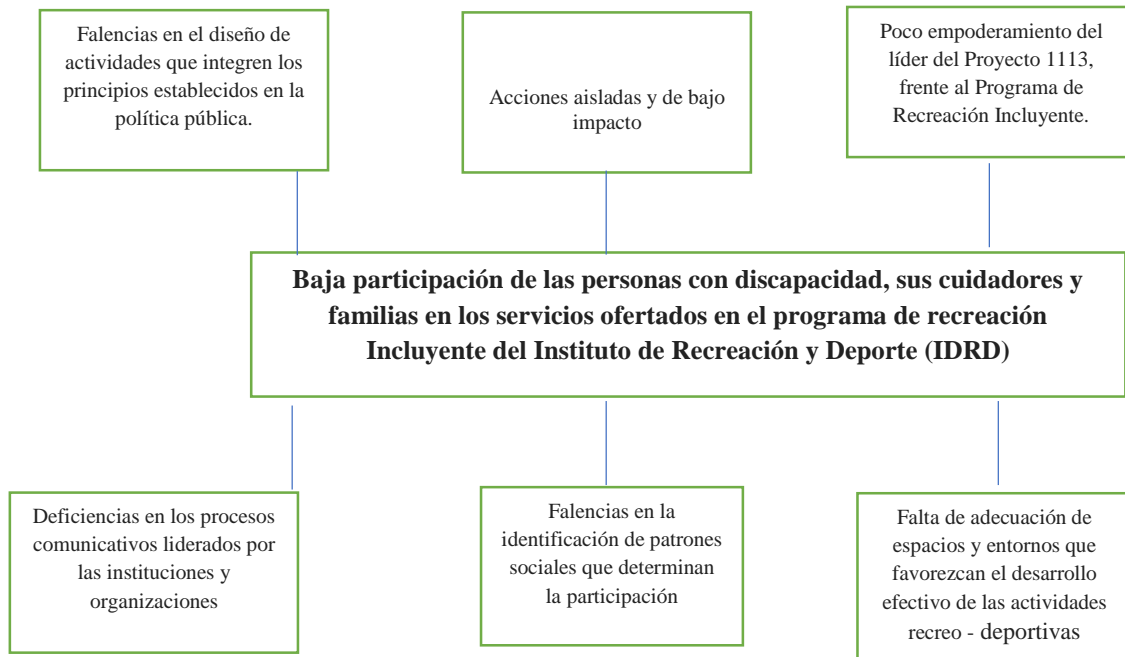 Falencias en el diseño de
actividades que integren los
principios establecidos en la
política pública.
Acciones aisladas y de bajo
impacto
Poco empoderamiento del
líder del Proyecto 1113,
frente al Programa de
Recreación Incluyente.
Baja participación de las personas con discapacidad, sus cuidadores y
familias en los servicios ofertados en el programa de recreación
Incluyente del Instituto de Recreación y Deporte (IDRD)
Deficiencias en los procesos
comunicativos liderados por
las instituciones y
organizaciones
Falencias en la
identificación de patrones
sociales que determinan
la participación
Falta de adecuación de
espacios y entornos que
favorezcan el desarrollo
efectivo de las actividades
recreo - deportivas